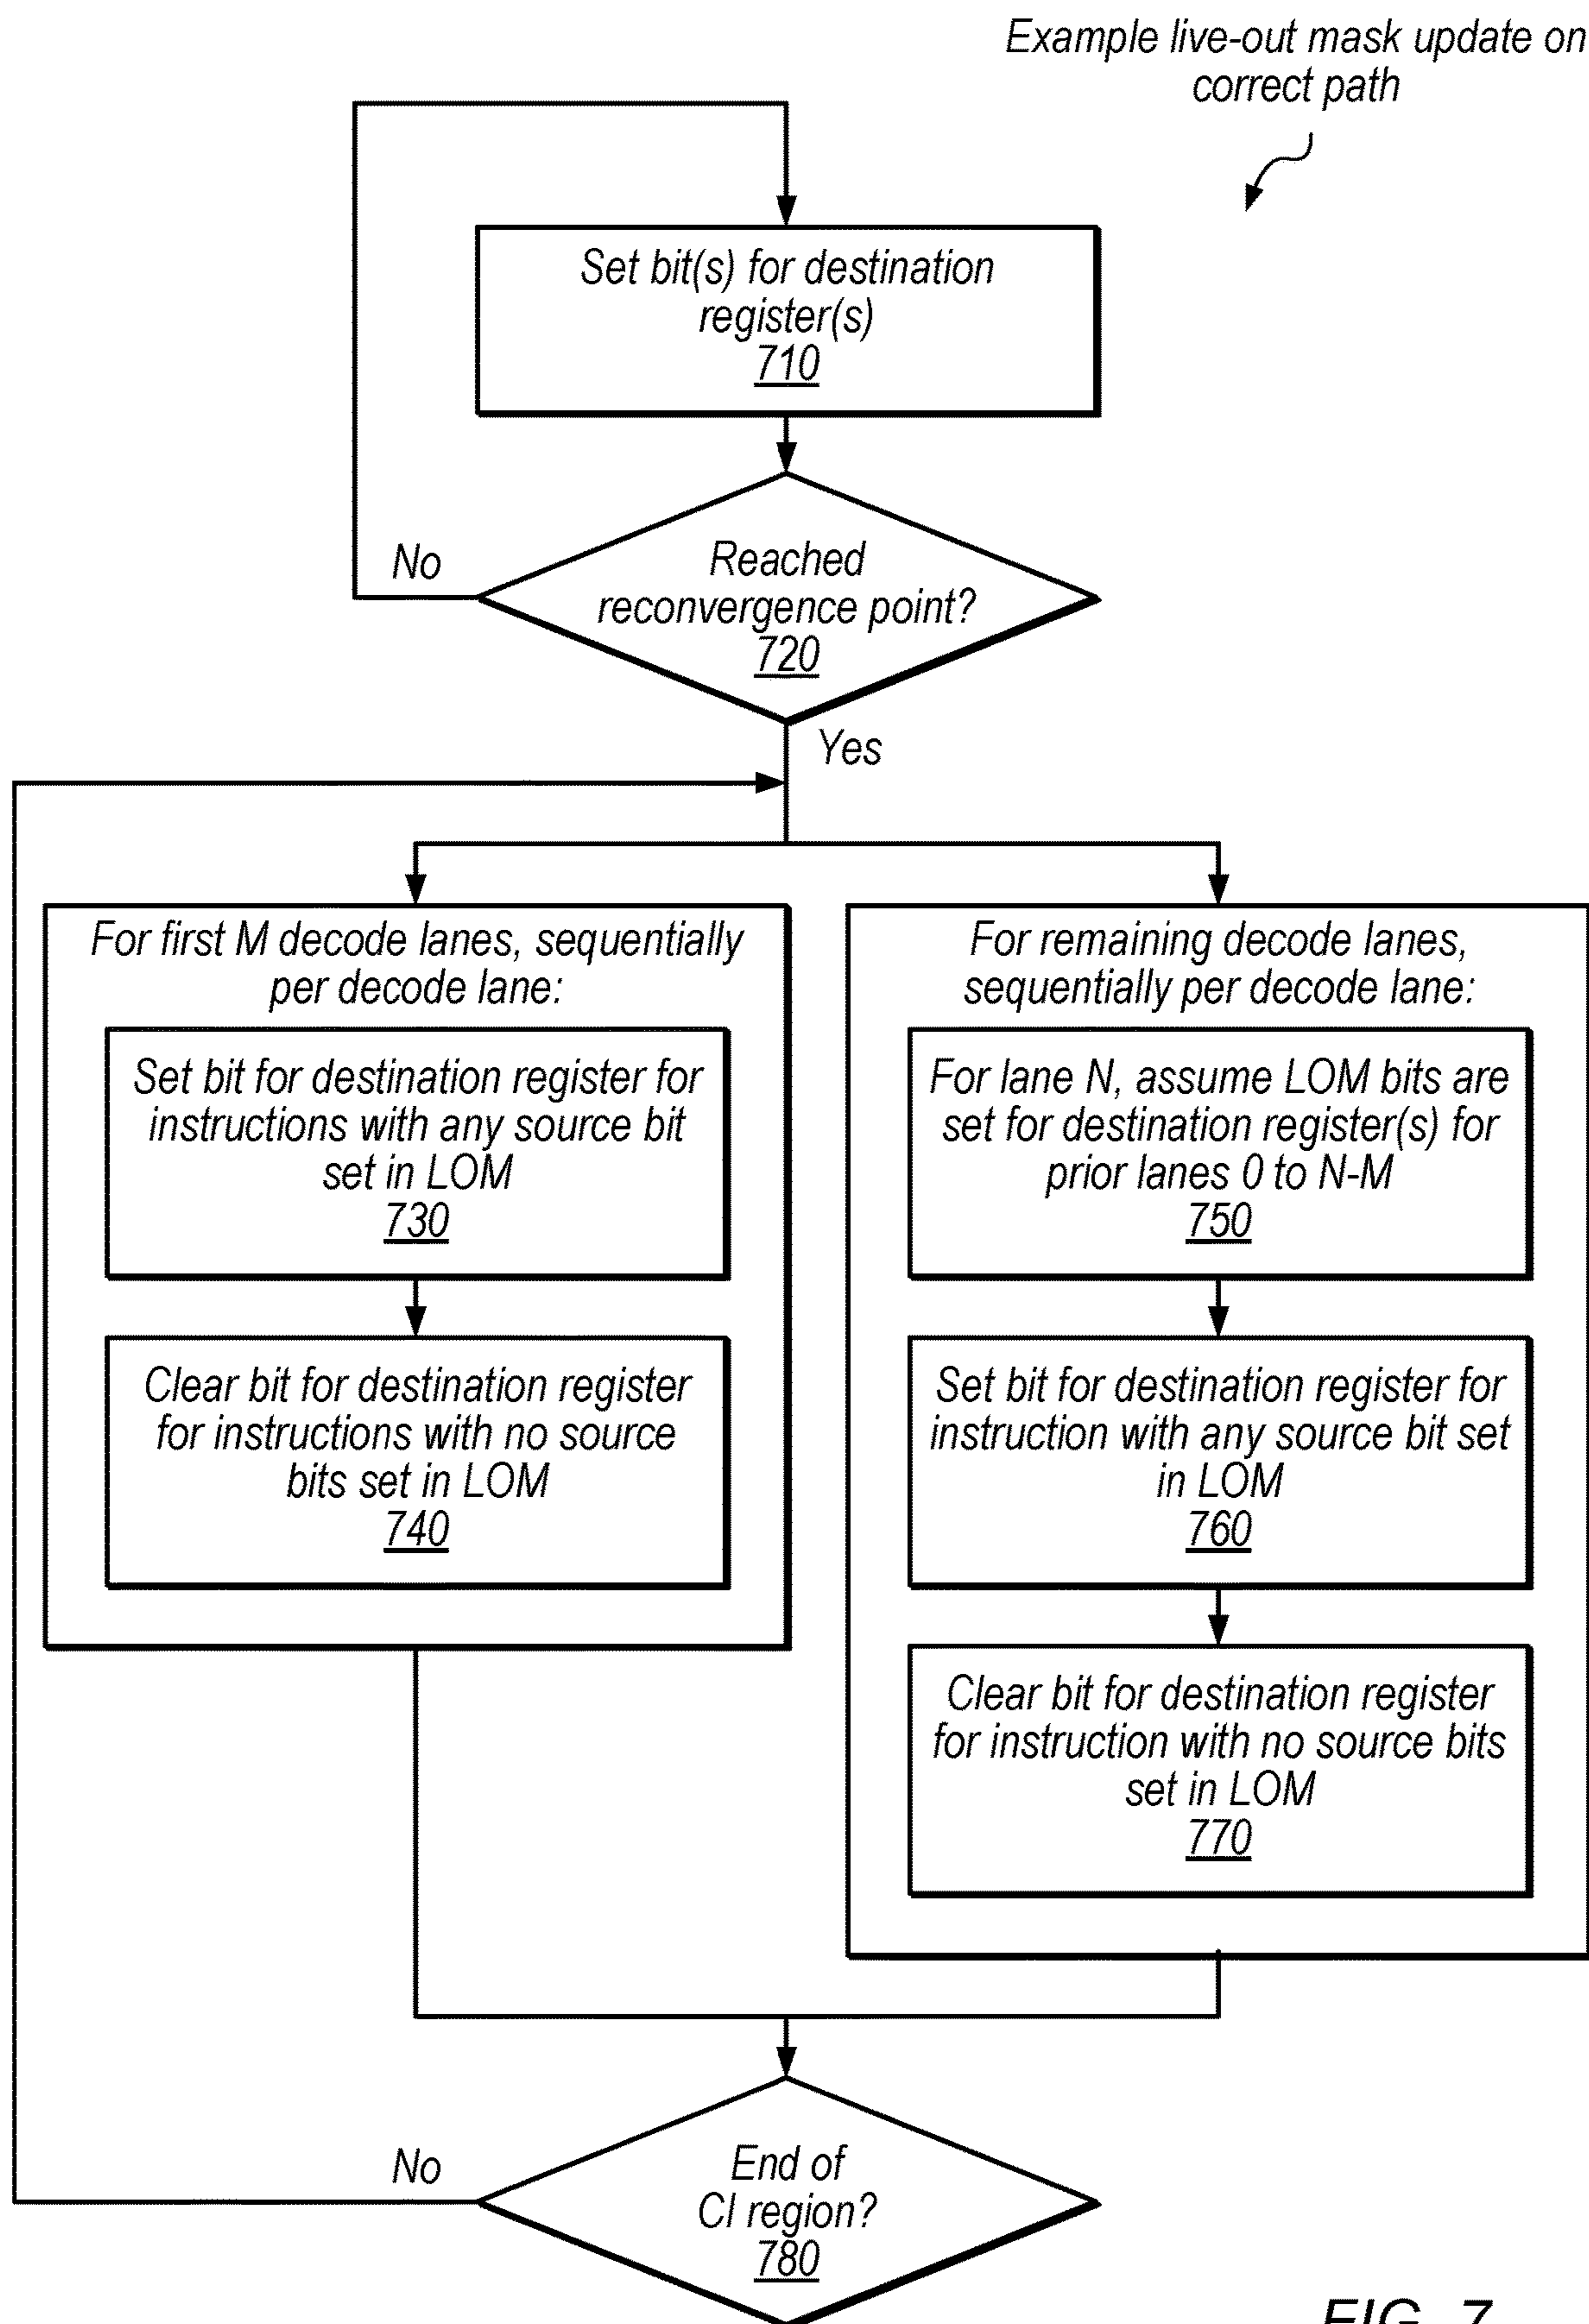 Example live-out mask update on
correct path
Set bit(s) for destination
register(s)
710
No
Reached
reconvergence point?
720
Yes
For first M decode lanes, sequentially
per decode lane:
Set bit for destination register for
instructions with any source bit
set in LOM
730
Clear bit for destination register
for instructions with no source
bits set in LOM
740
For remaining decode lanes,
sequentially per decode lane:
For lane N, assume LOM bits are
set for destination register(s) for
prior lanes 0 to N-M
750
Set bit for destination register for
instruction with any source bit set
in LOM
760
Clear bit for destination register
for instruction with no source bits
set in LOM
770
No
End of
CI region?
780
FIG. 7